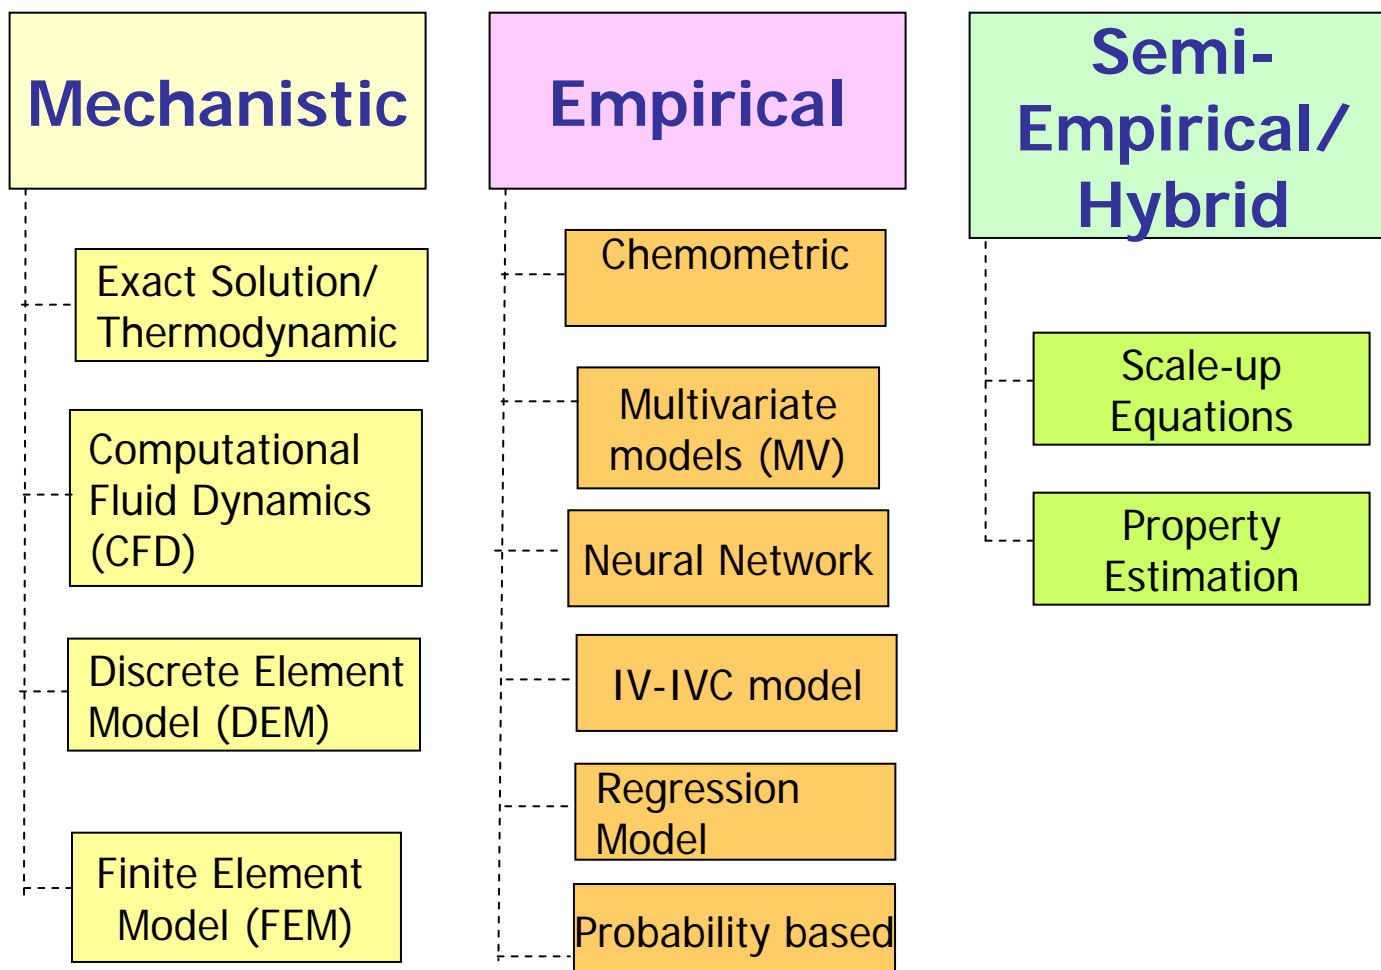 Mechanistic
Exact Solution/
Thermodynamic
Computational
Fluid Dynamics
(CFD)
Discrete Element
Model (DEM)
Finite Element
Model (FEM)
Empirical
Chemometric
Multivariate
models (MV)
Neural Network
IV-IVC model
Regression
Model
Probability based
Semi-
Empirical/
Hybrid
Scale-up
Equations
Property
Estimation